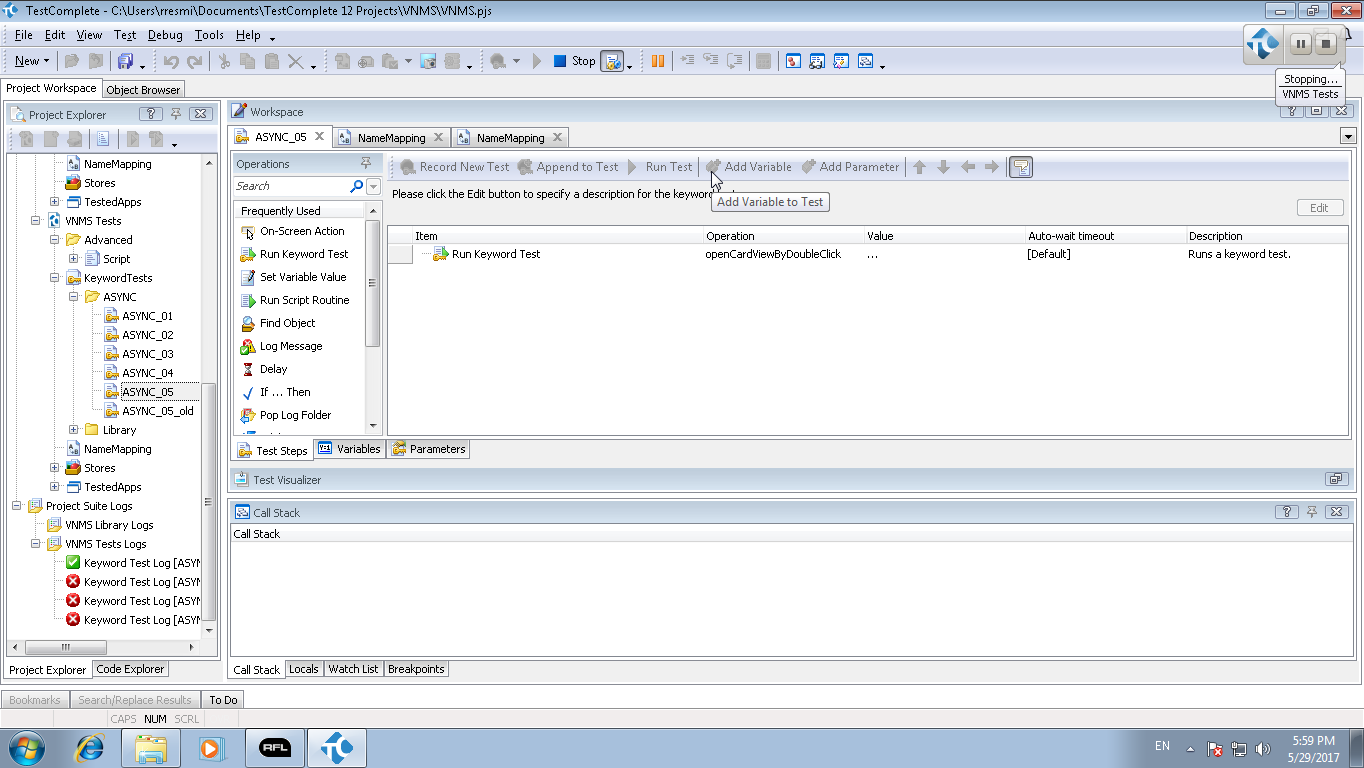 TestComplete - C:\Users\rresmi\Documents\TestComplete 12 Projects\VNMS\VNMS.pjs
File Edit View Test Debug Tools Help
New Stop
Stopping...
VNMS Tests
Project Workspace Object Browser
Project Explorer
NameMapping
Stores
TestedApps
VNMS Tests
Advanced
Script
KeywordTests
ASYNC
ASYNC_01
ASYNC_02
ASYNC_03
ASYNC_04
ASYNC_05
ASYNC_05_old
Library
NameMapping
Stores
TestedApps
Project Suite Logs
VNMS Library Logs
VNMS Tests Logs
Keyword Test Log [ASYN
Keyword Test Log [ASYN
Keyword Test Log [ASYN
Keyword Test Log [ASYN
Project Explorer Code Explorer
Workspace
ASYNC_05 NameMapping NameMapping
Operations
Search
Frequently Used
On-Screen Action
Run Keyword Test
Set Variable Value
Run Script Routine
Find Object
Log Message
Delay
If ... Then
Pop Log Folder
Record New Test Append to Test Run Test Add Variable Add Parameter
Please click the Edit button to specify a description for the keyword
Add Variable to Test
Edit
Item Operation Value Auto-wait timeout Description
Run Keyword Test openCardViewByDoubleClick ... [Default] Runs a keyword test.
Test Steps Variables Parameters
Test Visualizer
Call Stack
Call Stack
Call Stack Locals Watch List Breakpoints
Bookmarks Search/Replace Results To Do
CAPS NUM SCRL
RFL
EN
5:59 PM
5/29/2017